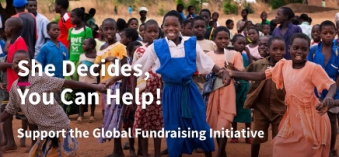 She Decides,
You Can Help!
Support the Global Fundraising Initiative